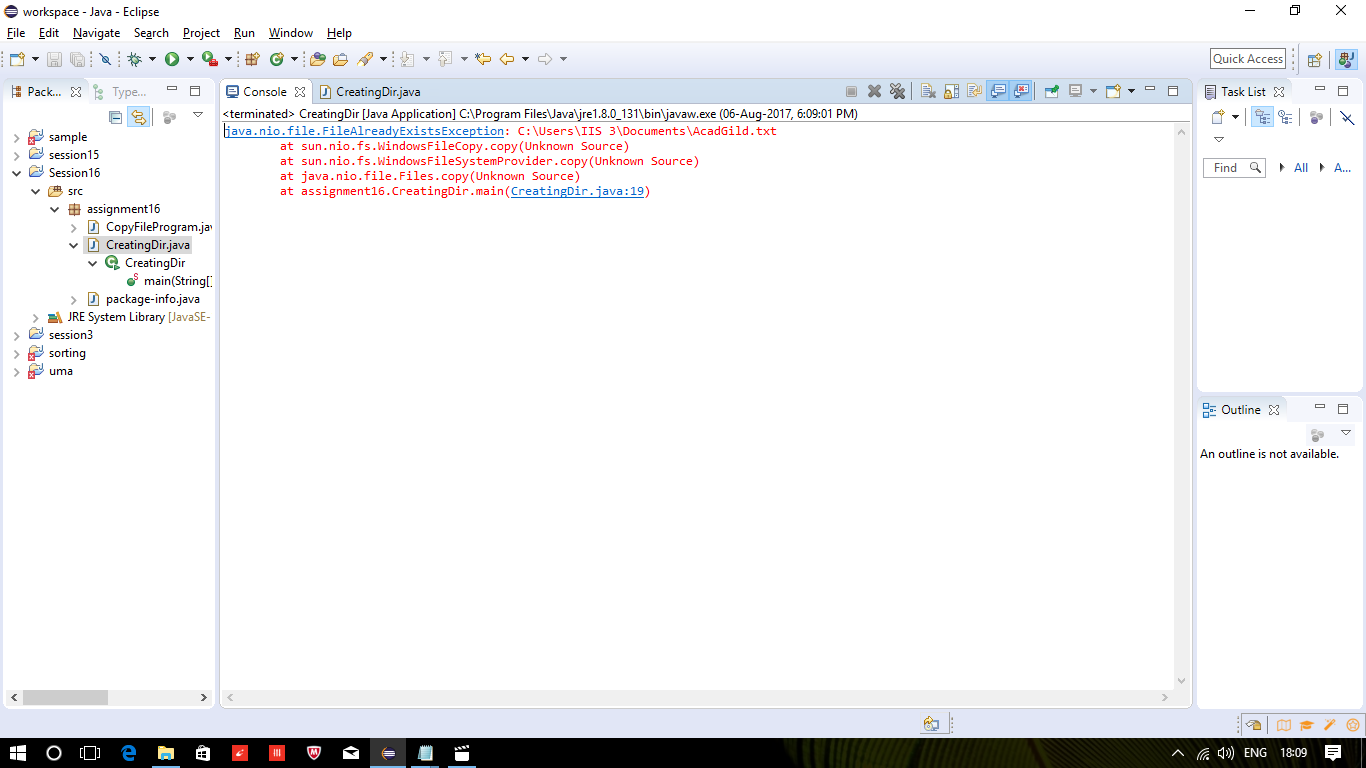 workspace - Java - Eclipse
File Edit Navigate Search Project Run Window Help
Quick Access
Pack... Type...
sample
session15
Session16
src
assignment16
CopyFileProgram.jav
CreatingDir.java
CreatingDir
main(String[]
package-info.java
JRE System Library [JavaSE-
session3
sorting
uma
Console CreatingDir.java
<terminated> CreatingDir [Java Application] C:\Program Files\Java\jre1.8.0_131\bin\javaw.exe (06-Aug-2017, 6:09:01 PM)
java.nio.file.FileAlreadyExistsException: C:\Users\IIS 3\Documents\AcadGild.txt
at sun.nio.fs.WindowsFileCopy.copy(Unknown Source)
at sun.nio.fs.WindowsFileSystemProvider.copy(Unknown Source)
at java.nio.file.Files.copy(Unknown Source)
at assignment16.CreatingDir.main(CreatingDir.java:19)
Task List
Find All A...
Outline
An outline is not available.
ENG 18:09